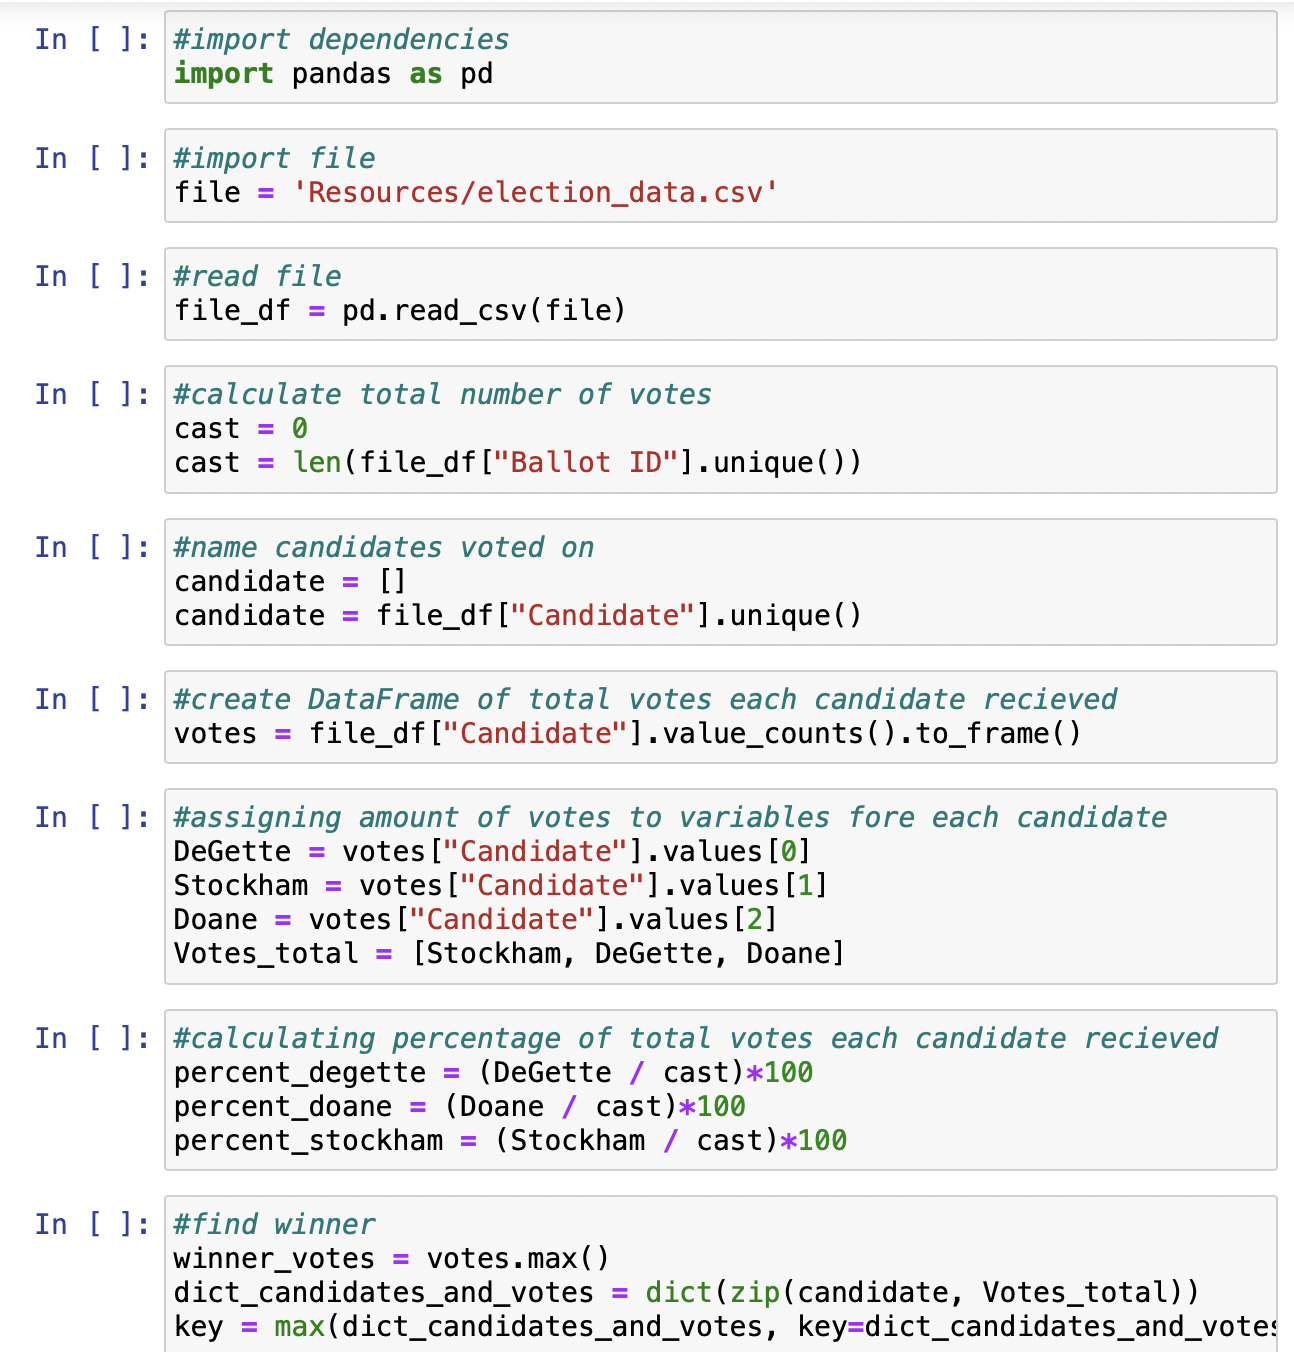 In [ ]: #import dependencies
import pandas as pd
In [ ]: #import file
file = 'Resources/election_data.csv'
In [ ]: #read file
file_df = pd.read_csv(file)
In [ ]: #calculate total number of votes
cast = 0
cast = len(file_df["Ballot ID"].unique())
In [ ]: #name candidates voted on
candidate = []
candidate = file_df["Candidate"].unique()
In [ ]: #create DataFrame of total votes each candidate recieved
votes = file_df["Candidate"].value_counts().to_frame()
In [ ]: #assigning amount of votes to variables fore each candidate
DeGette = votes["Candidate"].values[0]
Stockham = votes["Candidate"].values[1]
Doane = votes["Candidate"].values[2]
Votes_total = [Stockham, DeGette, Doane]
In [ ]: #calculating percentage of total votes each candidate recieved
percent_degette = (DeGette / cast)*100
percent_doane = (Doane / cast)*100
percent_stockham = (Stockham / cast)*100
In [ ]: #find winner
winner_votes = votes.max()
dict_candidates_and_votes = dict(zip(candidate, Votes_total))
key = max(dict_candidates_and_votes, key=dict_candidates_and_votes